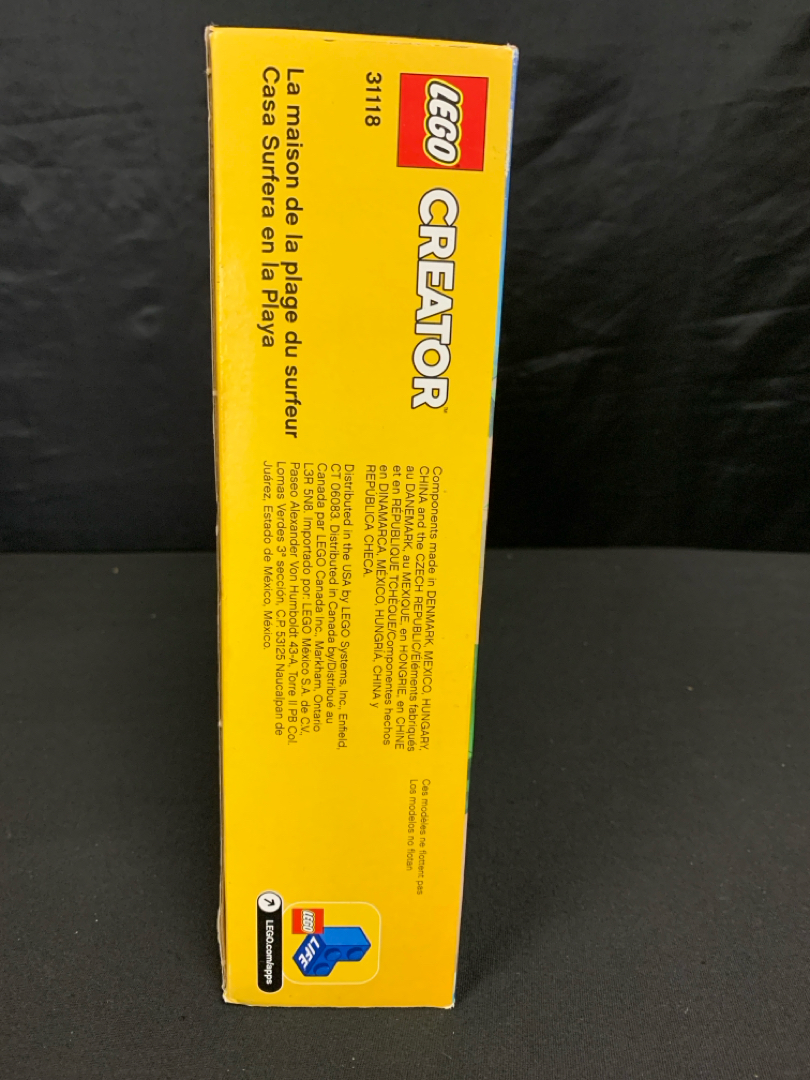 LEGO CREATOR™
31118
La maison de la plage du surfeur
Casa Surfera en la Playa
Components made in DENMARK, MEXICO, HUNGARY,
CHINA and the CZECH REPUBLIC/Éléments fabriqués
au DANEMARK, au MEXIQUE, en HONGRIE, en CHINE
et en RÉPUBLIQUE TCHÈQUE/Componentes hechos
en DINAMARCA, MÉXICO, HUNGRÍA, CHINA y
REPÚBLICA CHECA.
Distributed in the USA by LEGO Systems, Inc., Enfield,
CT 06083. Distributed in Canada by/Distribué au
Canada par LEGO Canada Inc., Markham, Ontario
L3R 5N8. Importado por: LEGO México S.A. de C.V.
Paseo Alexander Von Humboldt 43-A, Torre II PB Col.
Lomas Verdes 3ª sección, C.P. 53125 Naucalpan de
Juárez, Estado de México, México.
Ces modèles ne flottent pas
Los modelos no flotan
LEGO
LIFE
LEGO.com/apps